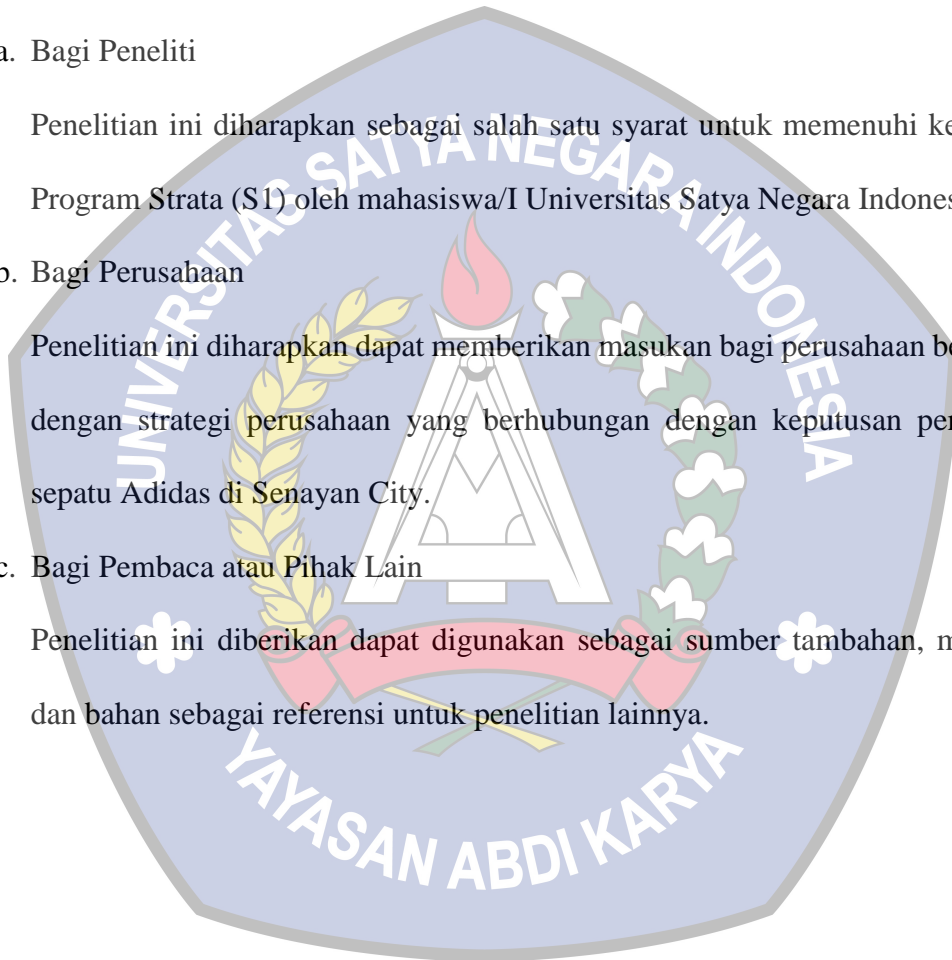 a. Bagi Peneliti
Penelitian ini diharapkan sebagai salah satu syarat untuk memenuhi
Program Strata (S1) oleh mahasiswa/I Universitas Satya Negara
b. Bagi Perusahaan
Penelitian ini diharapkan dapat memberikan masukan bagi perusahaan
dengan strategi perusahaan yang berhubungan dengan keputusan
sepatu Adidas di Senayan City.
c. Bagi Pembaca atau Pihak Lain
Penelitian ini diberikan dapat digunakan sebagai sumber tambahan,
dan bahan sebagai referensi untuk penelitian lainnya.
UNIVERSITAS SATYA NEGARA INDONESIA
YAYASAN ABDI KARYA